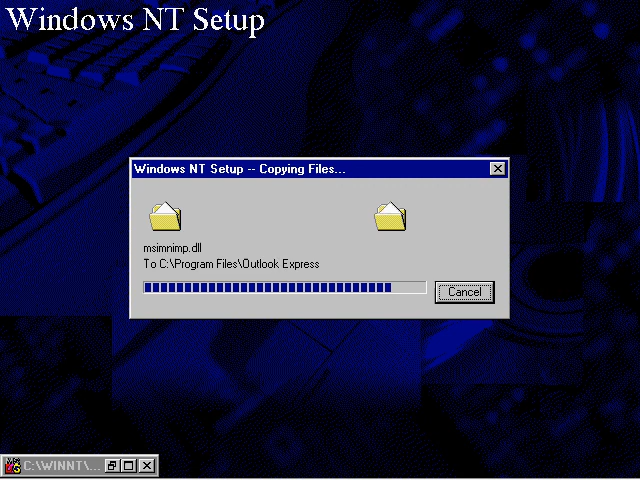 Windows NT Setup
Windows NT Setup -- Copying Files...
msimnimp.dll
To C:\Program Files\Outlook Express
Cancel
C:\WINNT\...